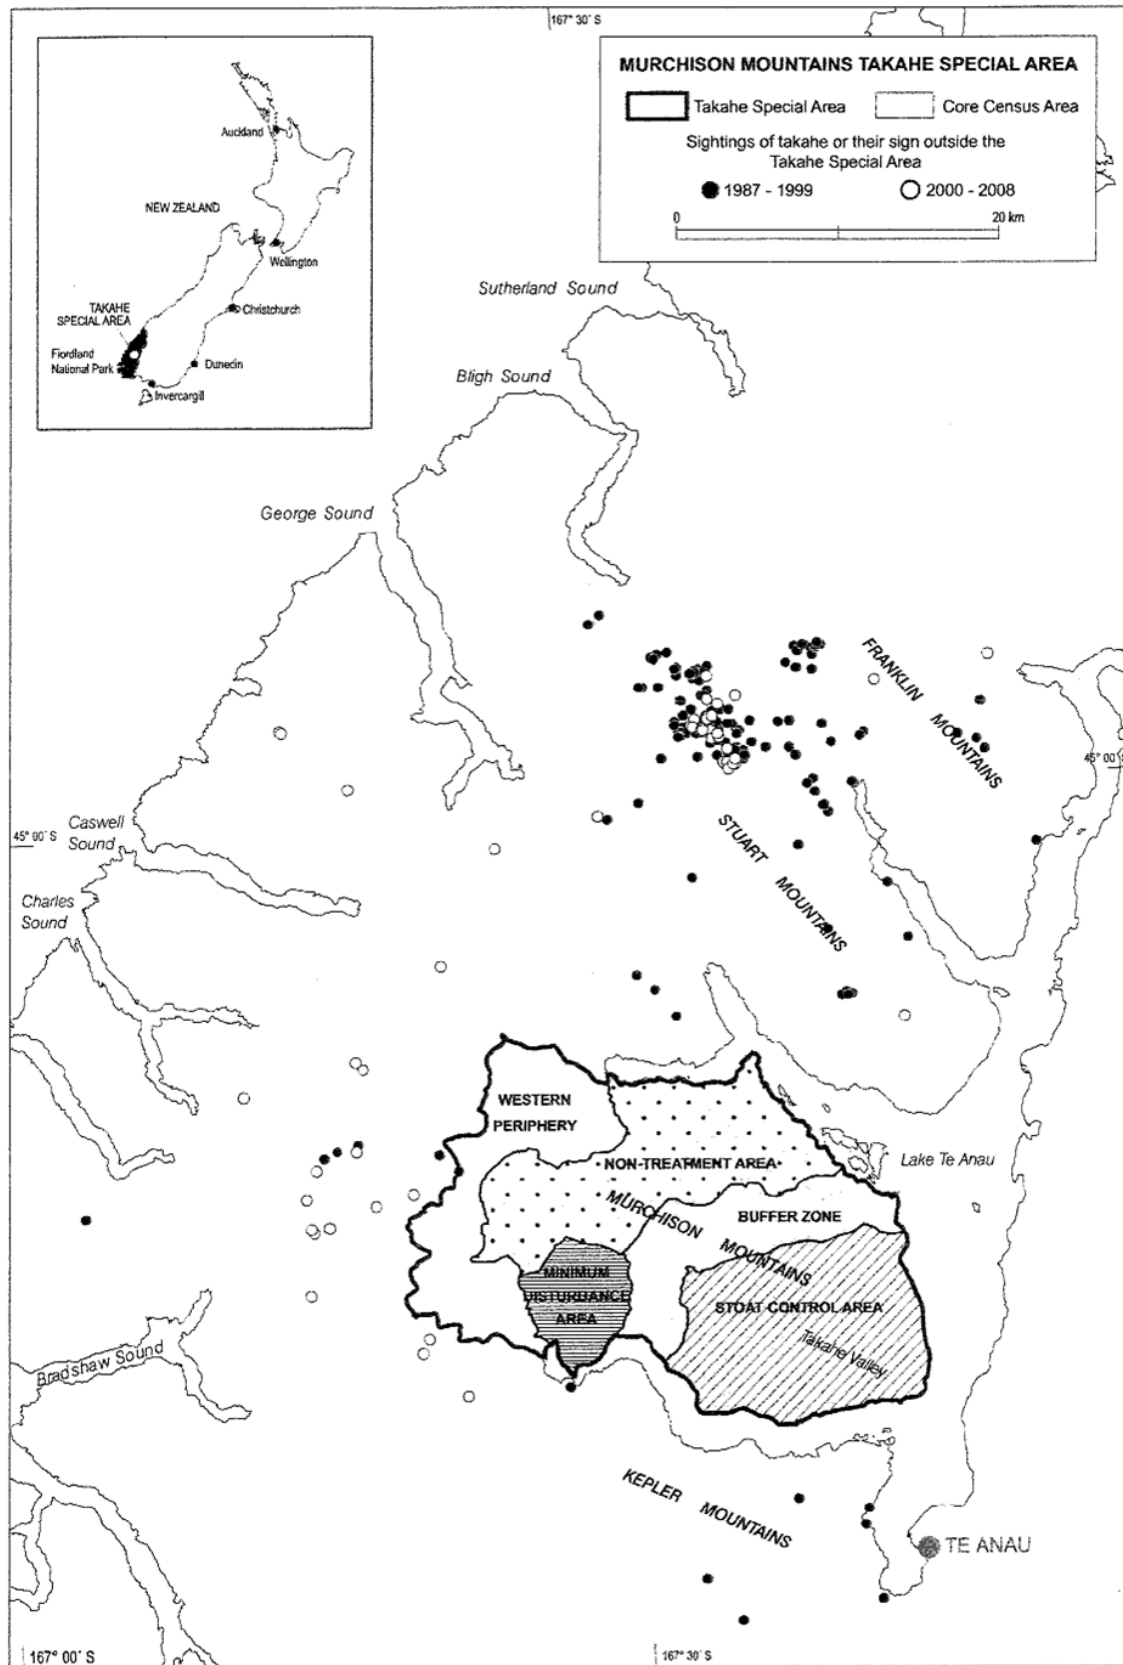 167° 30' S
MURCHISON MOUNTAINS TAKAHE SPECIAL AREA
Takahe Special Area
Core Census Area
Sightings of takahe or their sign outside the
Takahe Special Area
1987 - 1999
2000 - 2008
0
20 km
Auckland
NEW ZEALAND
Wellington
TAKAHE
SPECIAL AREA
Christchurch
Fiordland
National Park
Dunedin
Invercargill
Sutherland Sound
Bligh Sound
George Sound
FRANKLIN MOUNTAINS
45° 00' S
Caswell
Sound
45° 00' S
STUART MOUNTAINS
Charles
Sound
WESTERN
PERIPHERY
Lake Te Anau
NON-TREATMENT AREA
MURCHISON MOUNTAINS
BUFFER ZONE
MINIMUM
DISTURBANCE
AREA
STOAT CONTROL AREA
Takahe Valley
Bradshaw Sound
KEPLER MOUNTAINS
TE ANAU
167° 00' S
167° 30' S